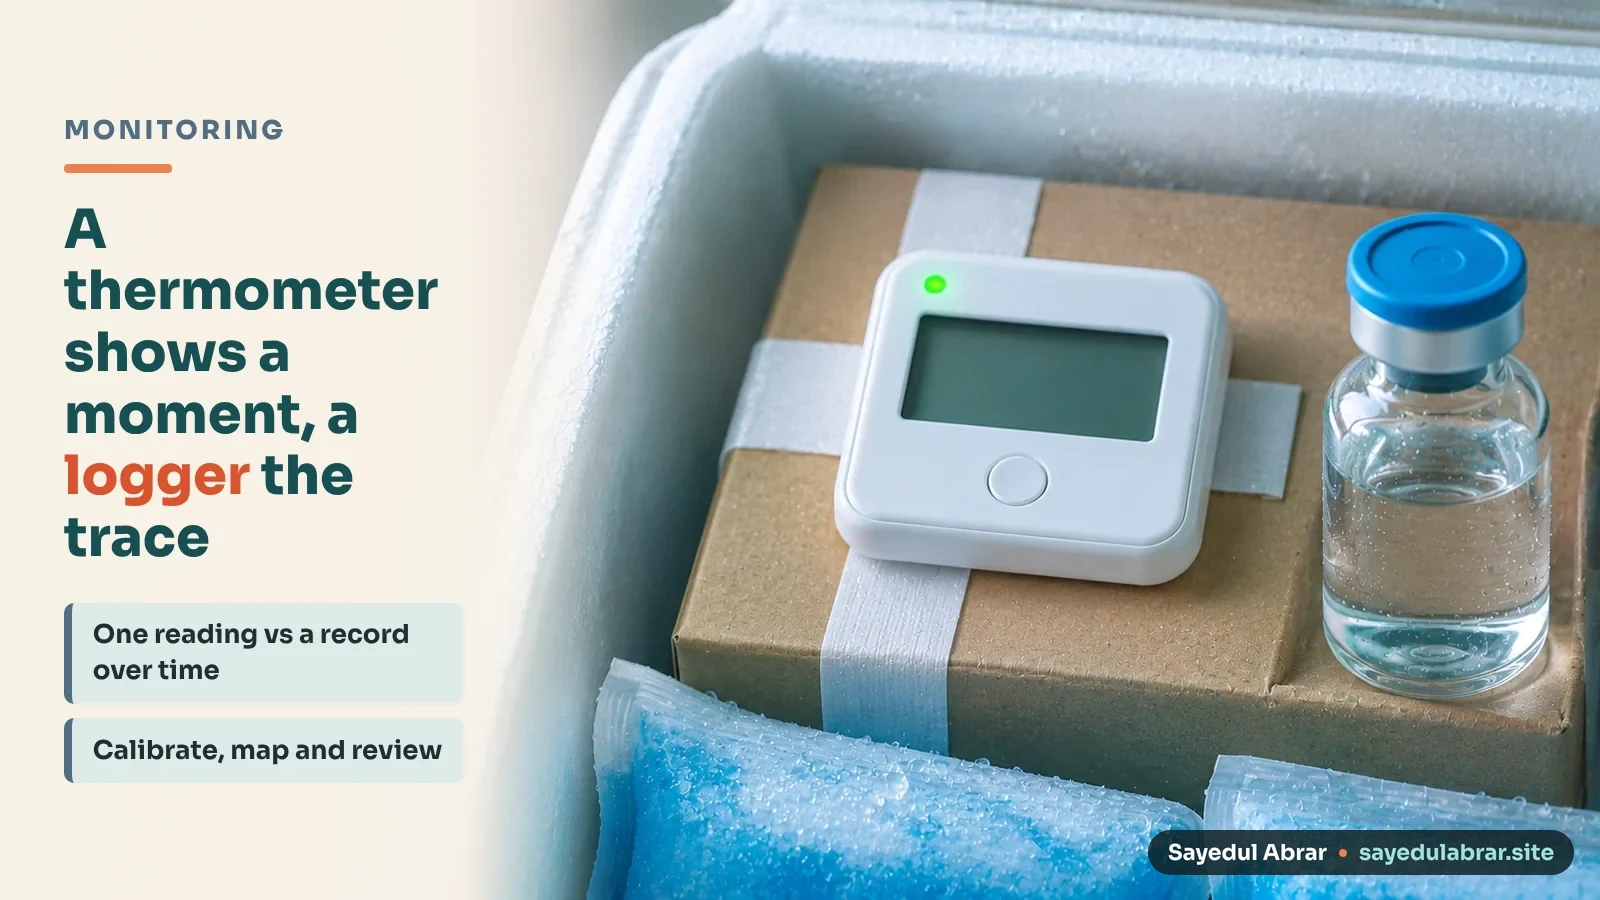 MONITORING
A
thermometer
shows a
moment, a
logger the
trace
One reading vs a record
over time
Calibrate, map and review
Sayedul Abrar • sayedulabrar.site